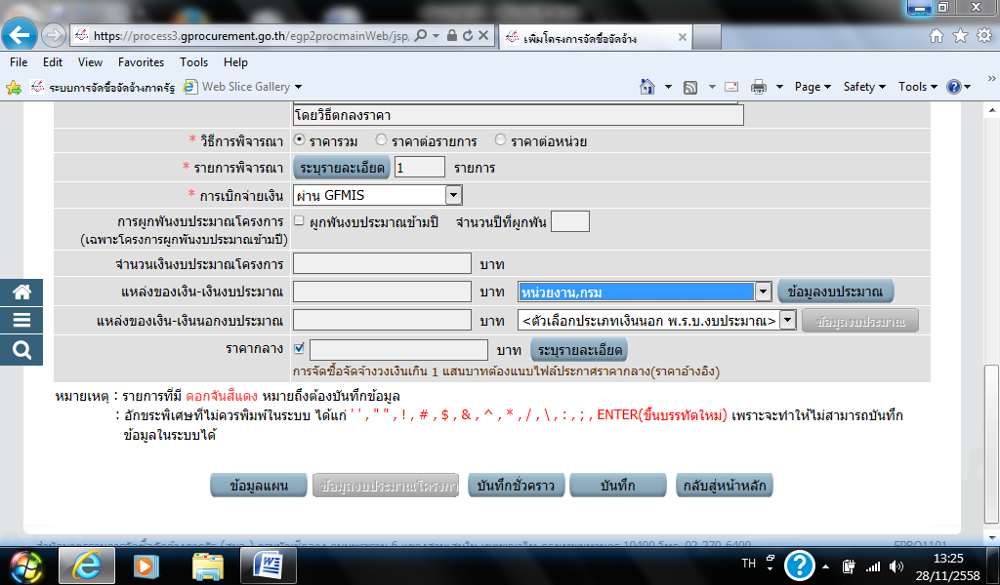 https://process3.gprocurement.go.th/egp2procmainWeb/jsp.
เพิ่มโครงการจัดซื้อจัดจ้าง
File Edit View Favorites Tools Help
ระบบการจัดซื้อจัดจ้างภาครัฐ Web Slice Gallery Page Safety Tools
โดยวิธีตกลงราคา
* วิธีการพิจารณา ราคารวม ราคาต่อรายการ ราคาต่อหน่วย
* รายการพิจารณา ระบุรายละเอียด 1 รายการ
* การเบิกจ่ายเงิน ผ่าน GFMIS
การผูกพันงบประมาณโครงการ ผูกพันงบประมาณข้ามปี จำนวนปีที่ผูกพัน
(เฉพาะโครงการผูกพันงบประมาณข้ามปี)
จำนวนเงินงบประมาณโครงการ บาท
แหล่งของเงิน-เงินงบประมาณ บาท หน่วยงาน,กรม ข้อมูลงบประมาณ
แหล่งของเงิน-เงินนอกงบประมาณ บาท <ตัวเลือกประเภทเงินนอก พ.ร.บ.งบประมาณ> ข้อมูลงบประมาณ
ราคากลาง บาท ระบุรายละเอียด
การจัดซื้อจัดจ้างวงเงินเกิน 1 แสนบาทต้องแนบไฟล์ประกาศราคากลาง(ราคาอ้างอิง)
หมายเหตุ : รายการที่มี ดอกจันสีแดง หมายถึงต้องบันทึกข้อมูล
: อักขระพิเศษที่ไม่ควรพิมพ์ในระบบ ได้แก่ ' ' , " " , ! , # , $ , & , ^ , * , / , \ , : , ; , ENTER(ขึ้นบรรทัดใหม่) เพราะจะทำให้ไม่สามารถบันทึก
ข้อมูลในระบบได้
ข้อมูลแผน ข้อมูลงบประมาณโครงกา บันทึกชั่วคราว บันทึก กลับสู่หน้าหลัก
TH 13:25
28/11/2558